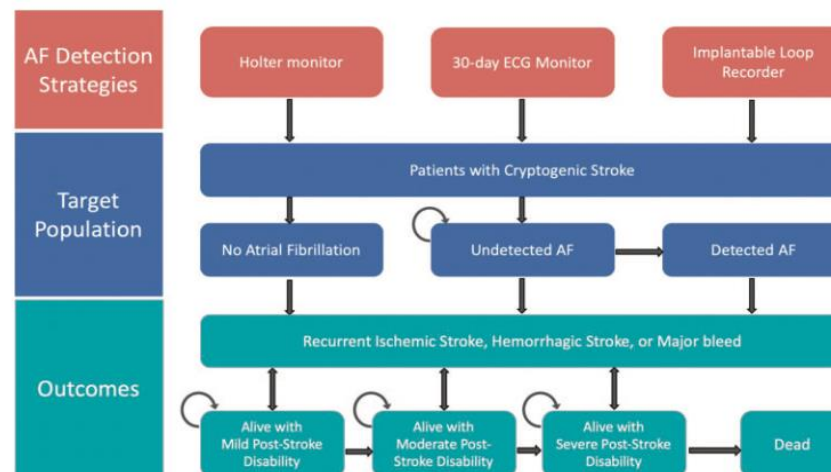 AF Detection
Strategies
Holter monitor
30-day ECG Monitor
Implantable Loop
Recorder
Target
Population
Patients with Cryptogenic Stroke
No Atrial Fibrillation
Undetected AF
Detected AF
Outcomes
Recurrent Ischemic Stroke, Hemorrhagic Stroke, or Major bleed
Alive with
Mild Post-Stroke
Disability
Alive with
Moderate Post-
Stroke Disability
Alive with
Severe Post-Stroke
Disability
Dead